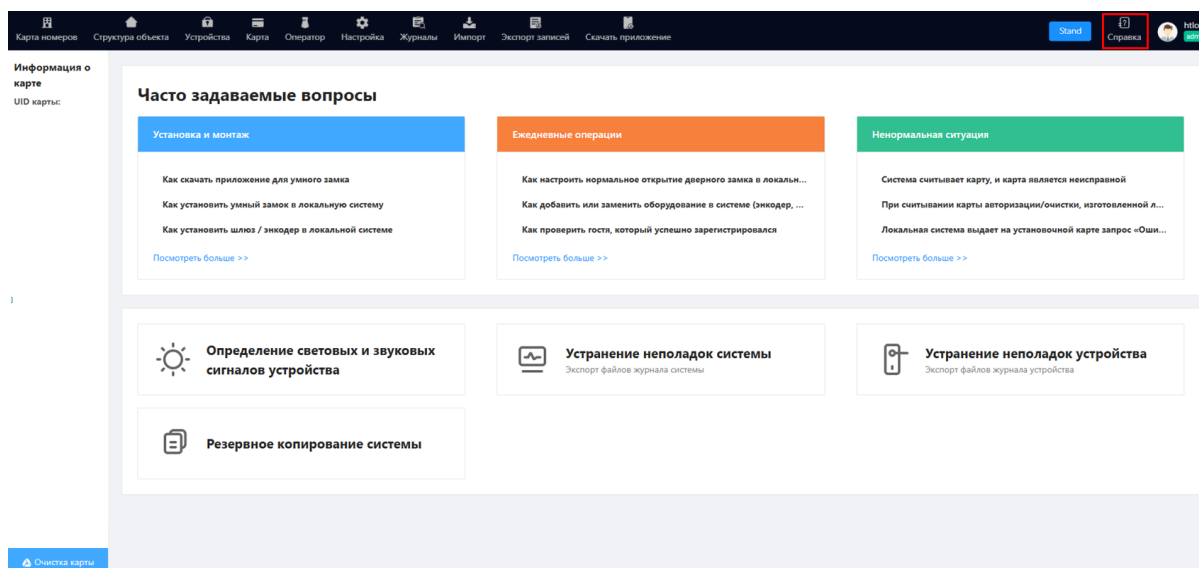 Карта номеров Структура объекта Устройства Карта Оператор Настройка Журналы Импорт Экспорт записей Скачать приложение Stand Справка
Информация о
карте
UID карты:
Часто задаваемые вопросы
Установка и монтаж
Как скачать приложение для умного замка
Как установить умный замок в локальную систему
Как установить шлюз / энкодер в локальной системе
Посмотреть больше >>
Ежедневные операции
Как настроить нормальное открытие дверного замка в локальн...
Как добавить или заменить оборудование в системе (энкодер, ...
Как проверить гостя, который успешно зарегистрировался
Посмотреть больше >>
Ненормальная ситуация
Система считывает карту, и карта является неисправной
При считывании карты авторизации/очистки, изготовленной л...
Локальная система выдает на установочной карте запрос «Оши...
Посмотреть больше >>
Определение световых и звуковых
сигналов устройства
Устранение неполадок системы
Экспорт файлов журнала системы
Устранение неполадок устройства
Экспорт файлов журнала устройства
Резервное копирование системы
Очистка карты